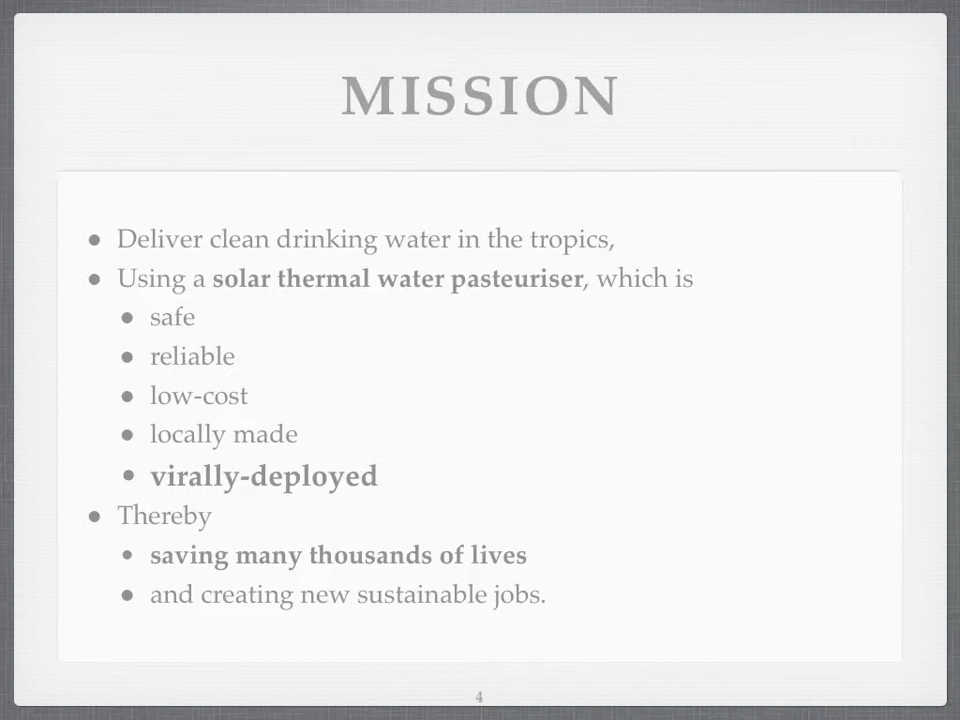 MISSION
● Deliver clean drinking water in the tropics,
● Using a solar thermal water pasteuriser, which is
● safe
● reliable
● low-cost
● locally made
● virally-deployed
● Thereby
● saving many thousands of lives
● and creating new sustainable jobs.
4